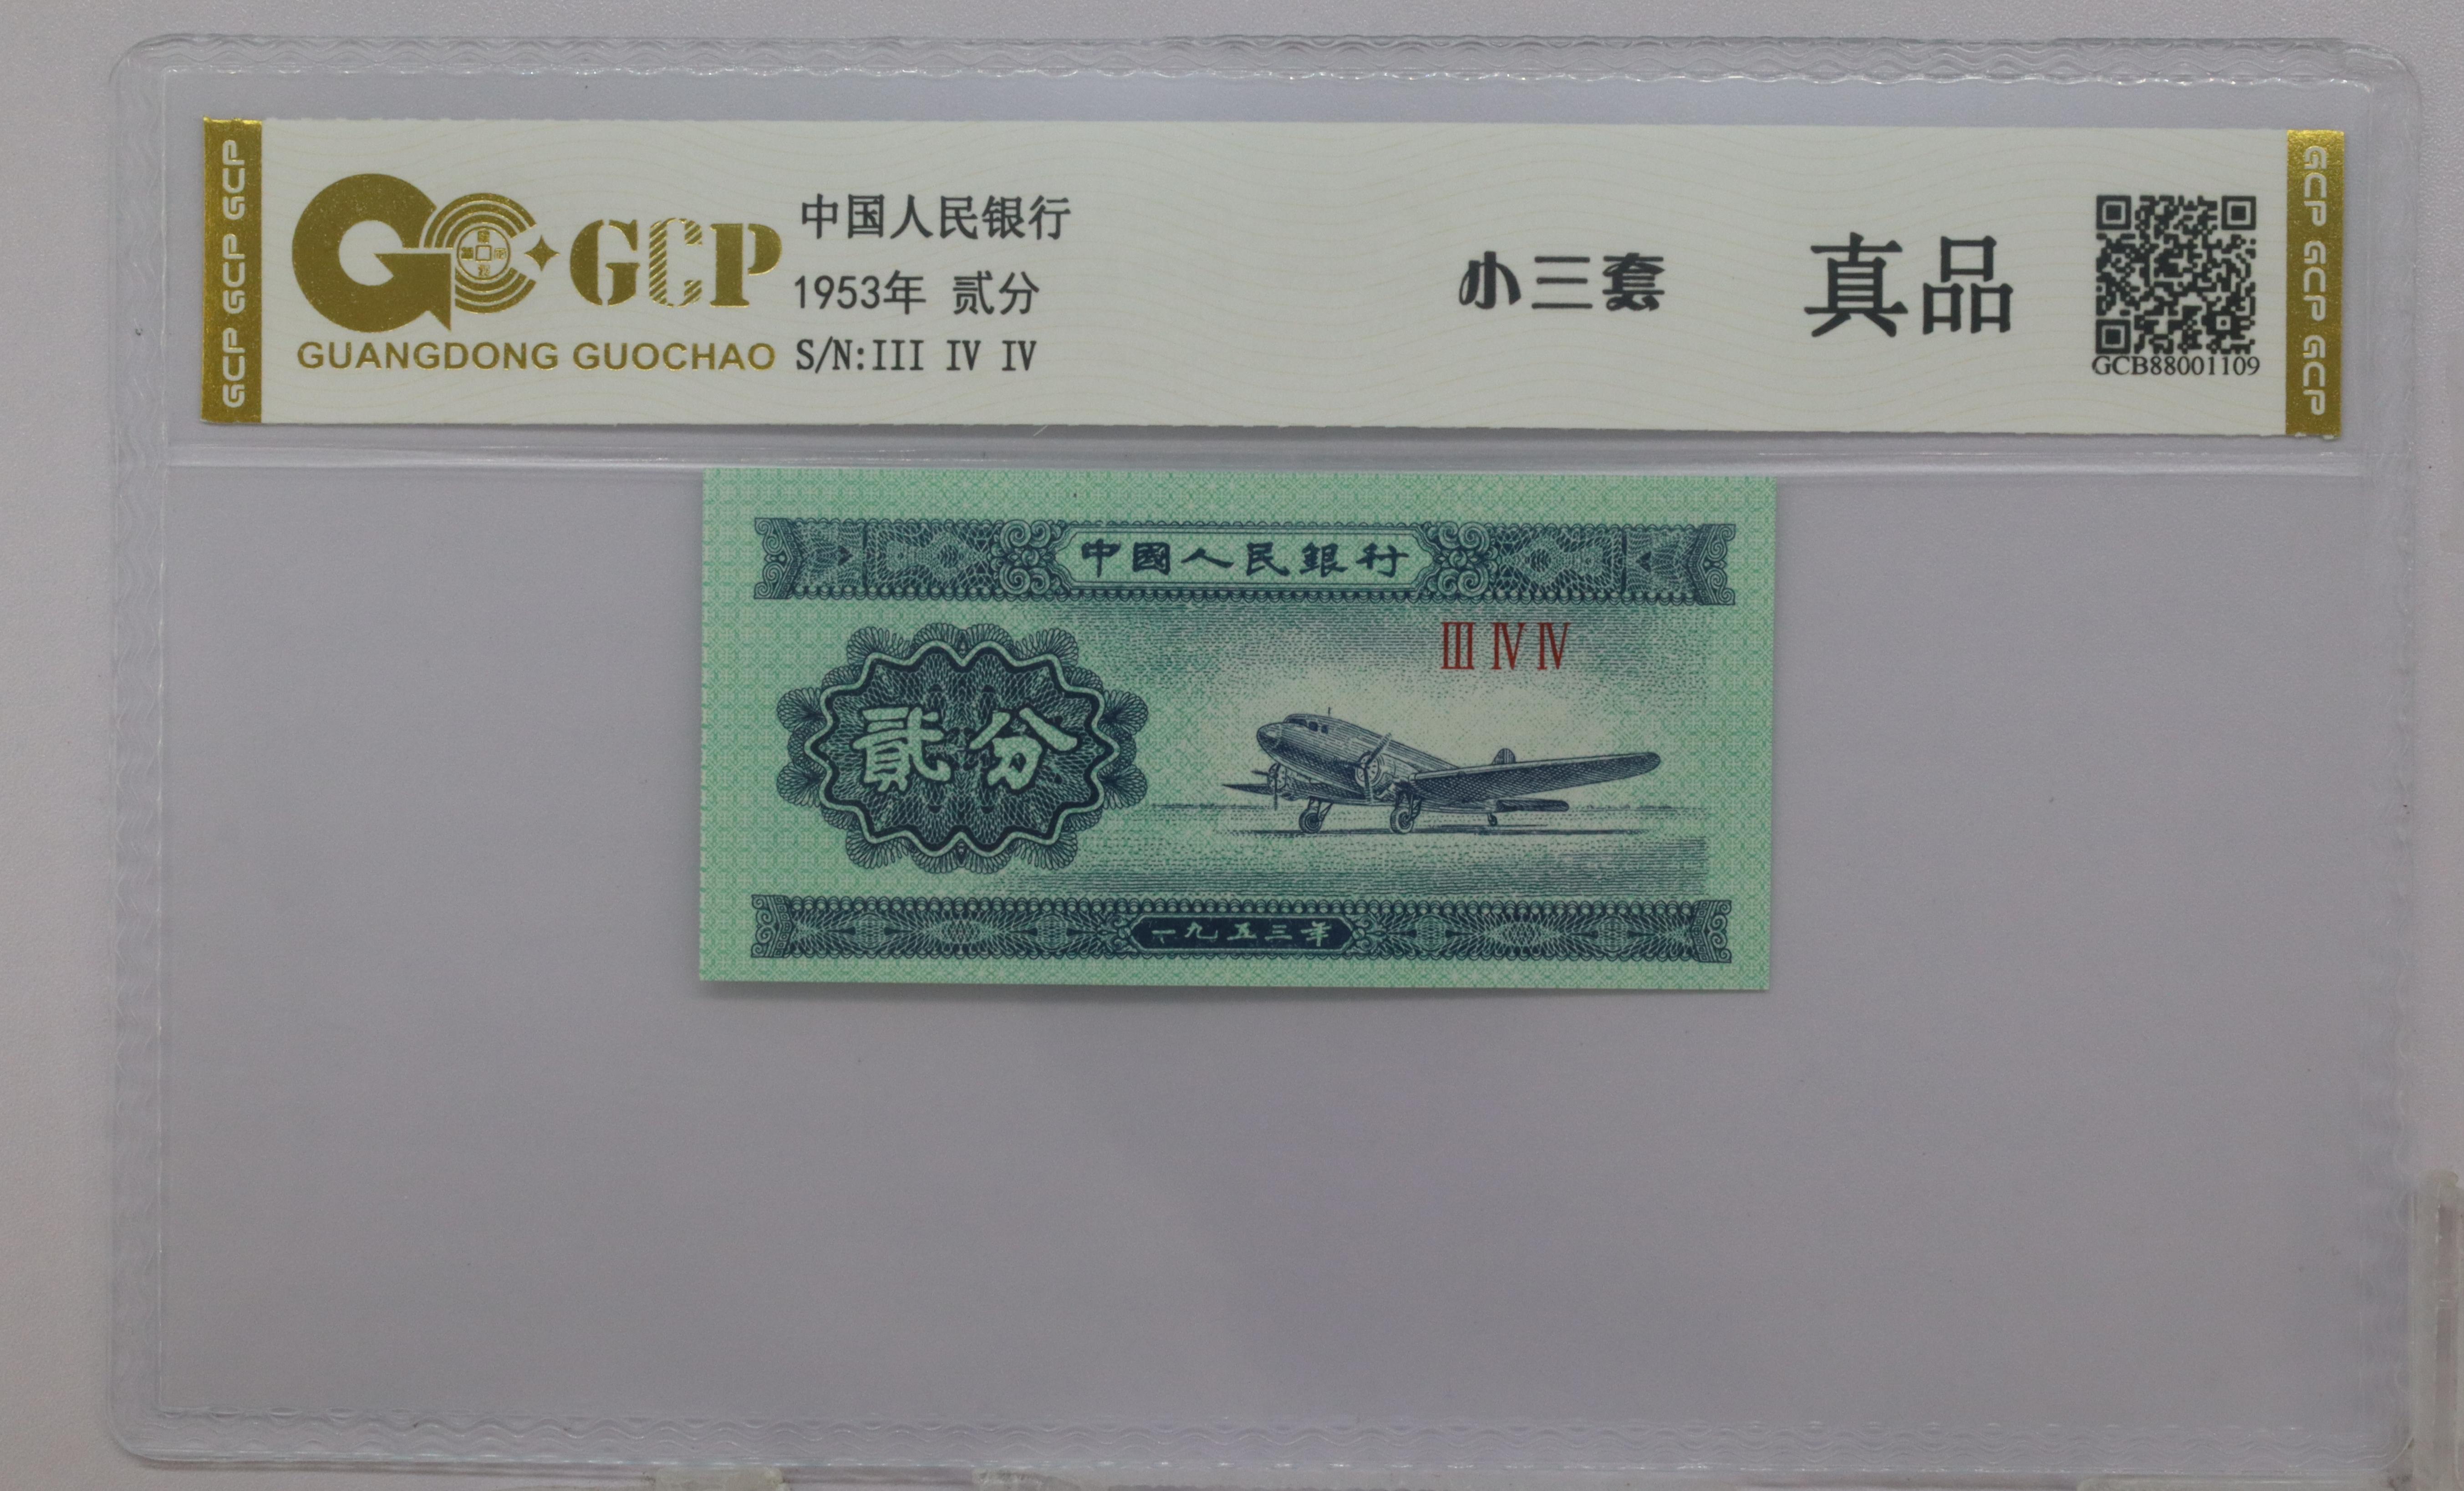 GCP GCP GCP
GCP
GUANGDONG GUOCHAO
中国人民银行
1953年 贰分
S/N:III IV IV
小三套
真品
GCB88001109
GCP GCP GCP
中國人民銀行
III IV IV
貳分
一九五三年